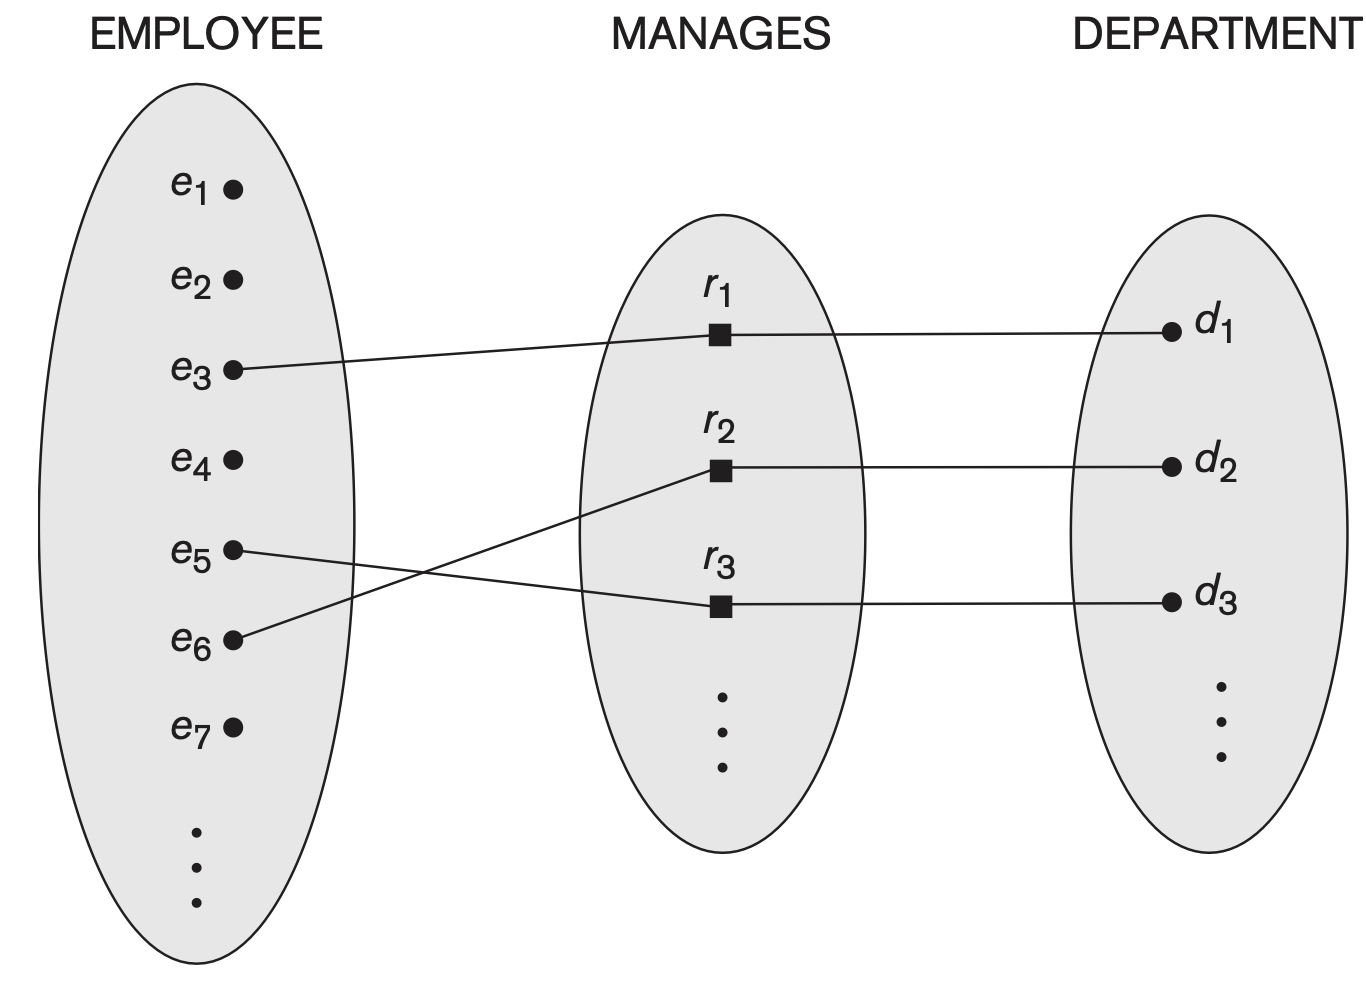 EMPLOYEE MANAGES DEPARTMENT
e1
e2
e3
e4
e5
e6
e7
r1
r2
r3
d1
d2
d3